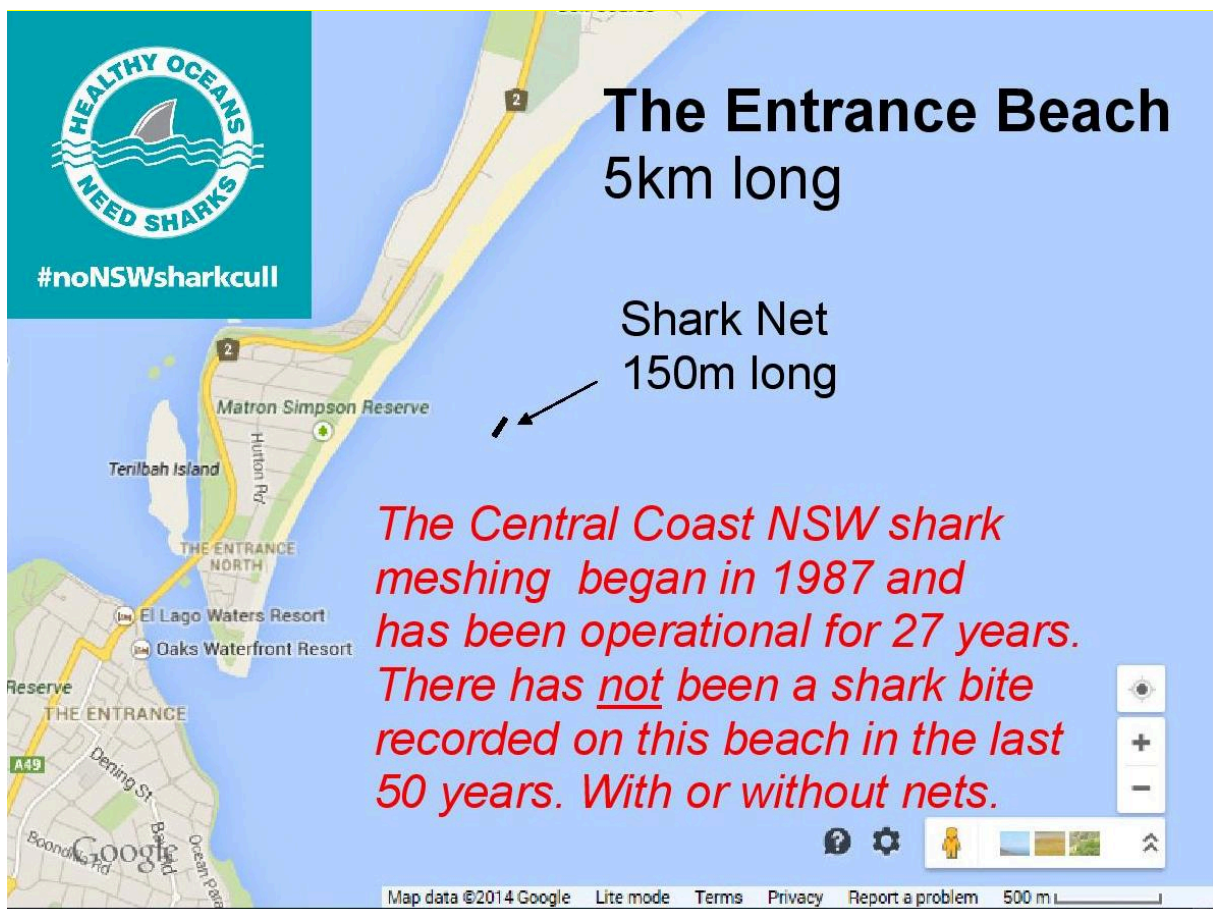 HEALTHY OCEANS
NEED SHARKS
#noNSWsharkcull
The Entrance Beach
5km long
2
Shark Net
150m long
2
Matron Simpson Reserve
Hutton Rd
Terilbah Island
THE ENTRANCE
NORTH
El Lago Waters Resort
Oaks Waterfront Resort
Reserve
THE ENTRANCE
A49
Dening St
Ocean Para
Google
The Central Coast NSW shark
meshing began in 1987 and
has been operational for 27 years.
There has not been a shark bite
recorded on this beach in the last
50 years. With or without nets.
Map data ©2014 Google Lite mode Terms Privacy Report a problem 500 m